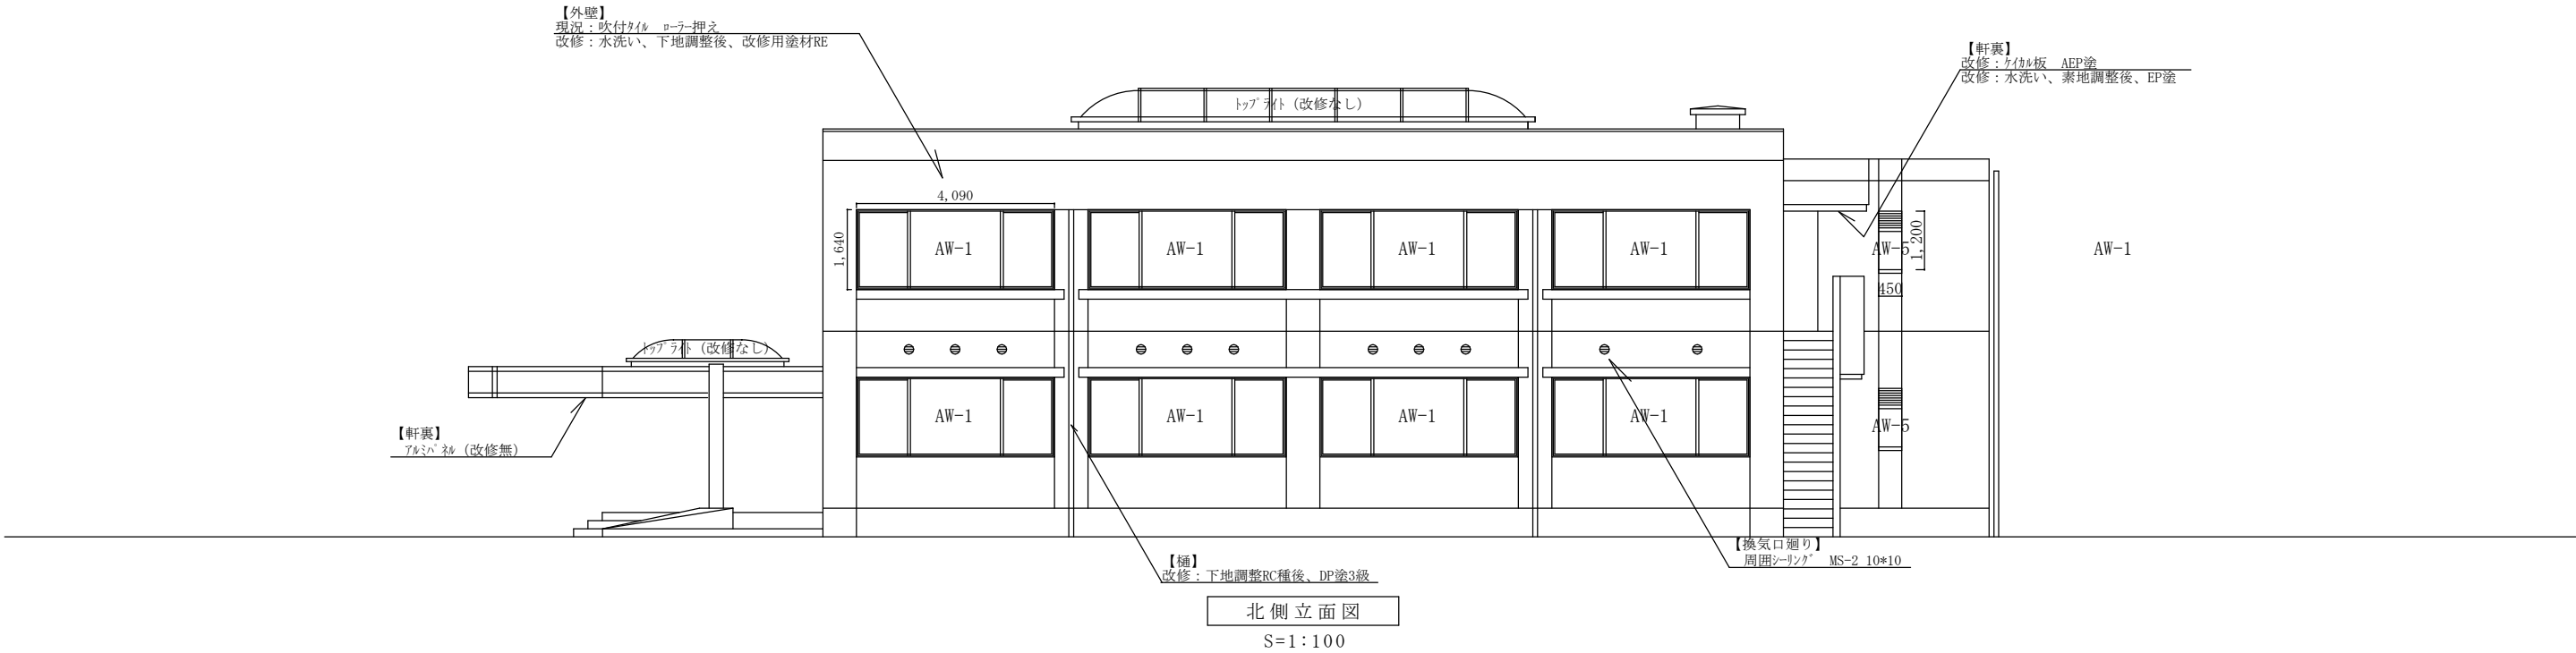 【外壁】
現況：吹付ﾀｲﾙ　ﾛｰﾗｰ押え
改修：水洗い、下地調整後、改修用塗材RE
【軒裏】
改修：ｹｲｶﾙ板　AEP塗
改修：水洗い、素地調整後、EP塗
ﾄｯﾌﾟﾗｲﾄ（改修なし）
4,090
1,640
AW-1
AW-1
AW-1
AW-1
AW-5
1,200
AW-1
450
ﾄｯﾌﾟﾗｲﾄ（改修なし）
AW-1
AW-1
AW-1
AW-1
AW-5
【軒裏】
ｱﾙﾐﾊﾟﾈﾙ（改修無）
【樋】
改修：下地調整RC種後、DP塗3級
【換気口廻り】
周囲ｼｰﾘﾝｸﾞ　MS-2 10*10
北側立面図
S=1:100